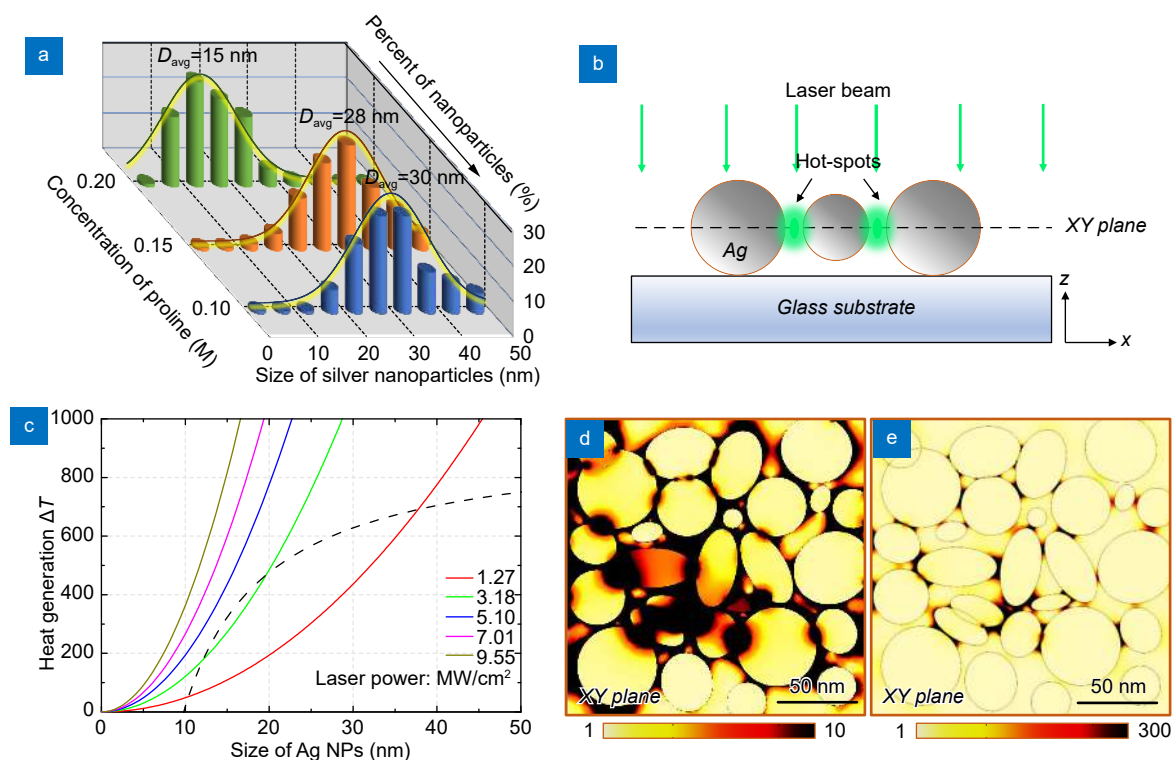 a
D_avg=15 nm
D_avg=28 nm
D_avg=30 nm
Percent of nanoparticles (%)
0.20
0.15
0.10
Concentration of proline (M)
30
20
10
0
0 10 20 30 40 50
Size of silver nanoparticles (nm)
b
Laser beam
Hot-spots
XY plane
Ag
Glass substrate
z
x
c
1000
800
600
400
200
0
Heat generation ΔT
1.27
3.18
5.10
7.01
9.55
Laser power: MW/cm²
0 10 20 30 40 50
Size of Ag NPs (nm)
d
XY plane
50 nm
1 10
e
XY plane
50 nm
1 300